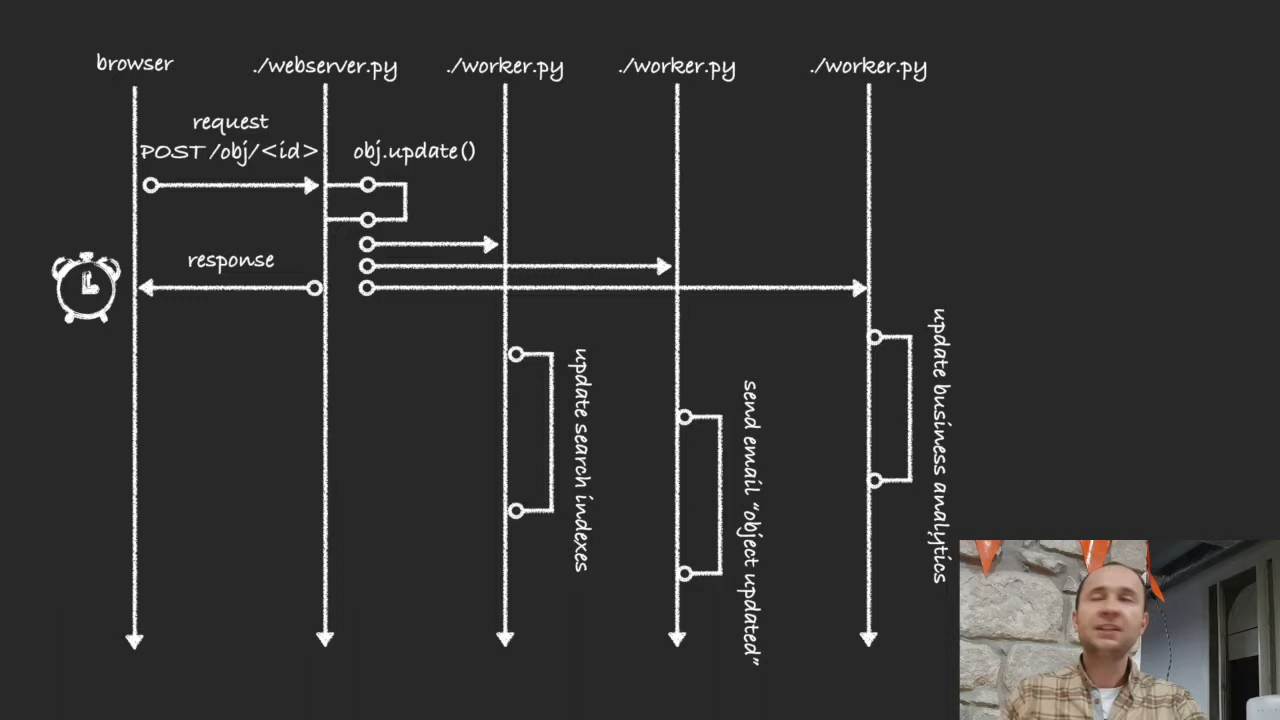 browser
./webserver.py
./worker.py
./worker.py
./worker.py
request
POST /obj/<id>
obj.update()
response
update search indexes
send email “object updated”
update business analytics